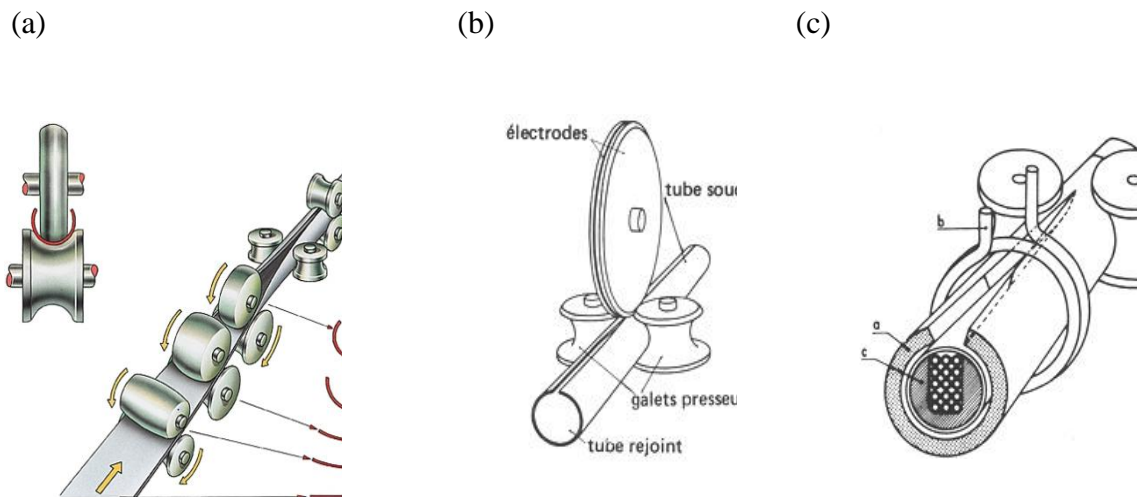 (a)
(b)
(c)
électrodes
tube soud
galets presseu
tube rejoint
b
a
c